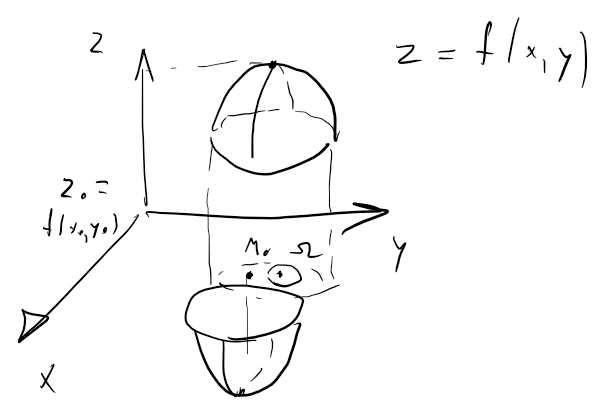 z
z = f(x, y)
z₀ =
f(x₀, y₀)
M₀ Ω
y
x